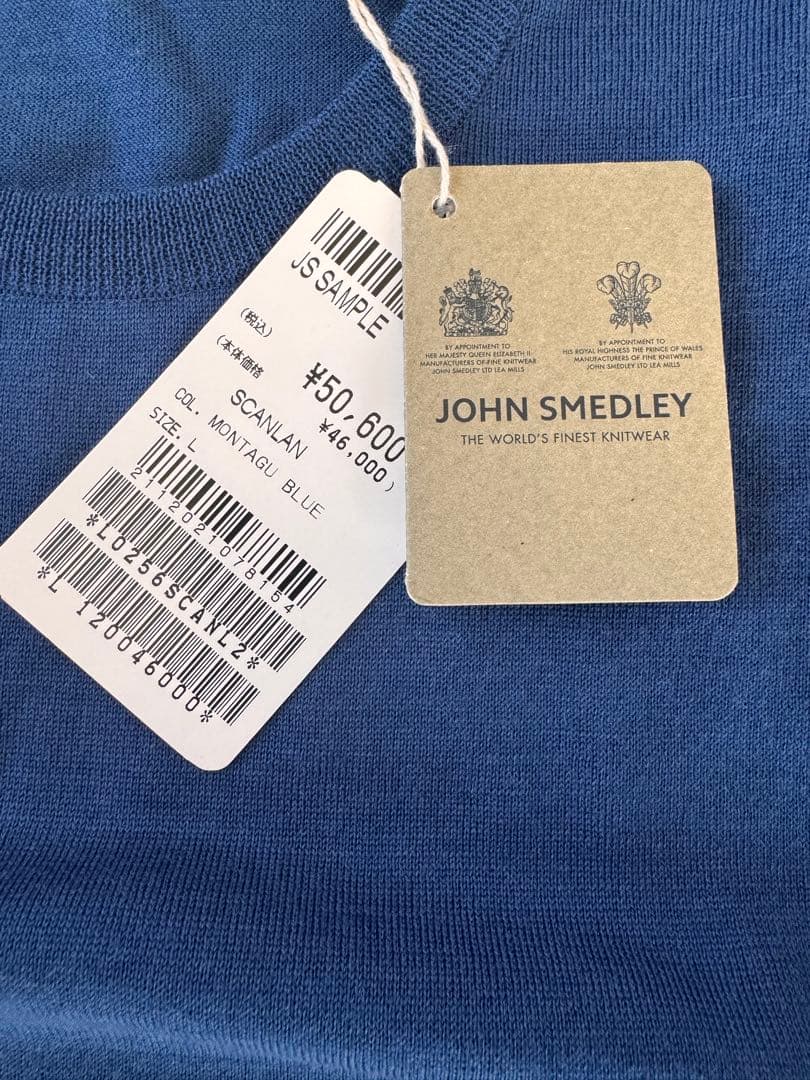 JS SAMPLE
(税込)
¥50,600
(本体価格
¥46,000)
SCANLAN
COL. MONTAGU BLUE
SIZE. L
2112021078154
*L0256SCANL2*
*L 120046000*
BY APPOINTMENT TO
HER MAJESTY QUEEN ELIZABETH II
MANUFACTURERS OF FINE KNITWEAR
JOHN SMEDLEY LTD LEA MILLS
BY APPOINTMENT TO
HIS ROYAL HIGHNESS THE PRINCE OF WALES
MANUFACTURERS OF FINE KNITWEAR
JOHN SMEDLEY LTD LEA MILLS
JOHN SMEDLEY
THE WORLD'S FINEST KNITWEAR